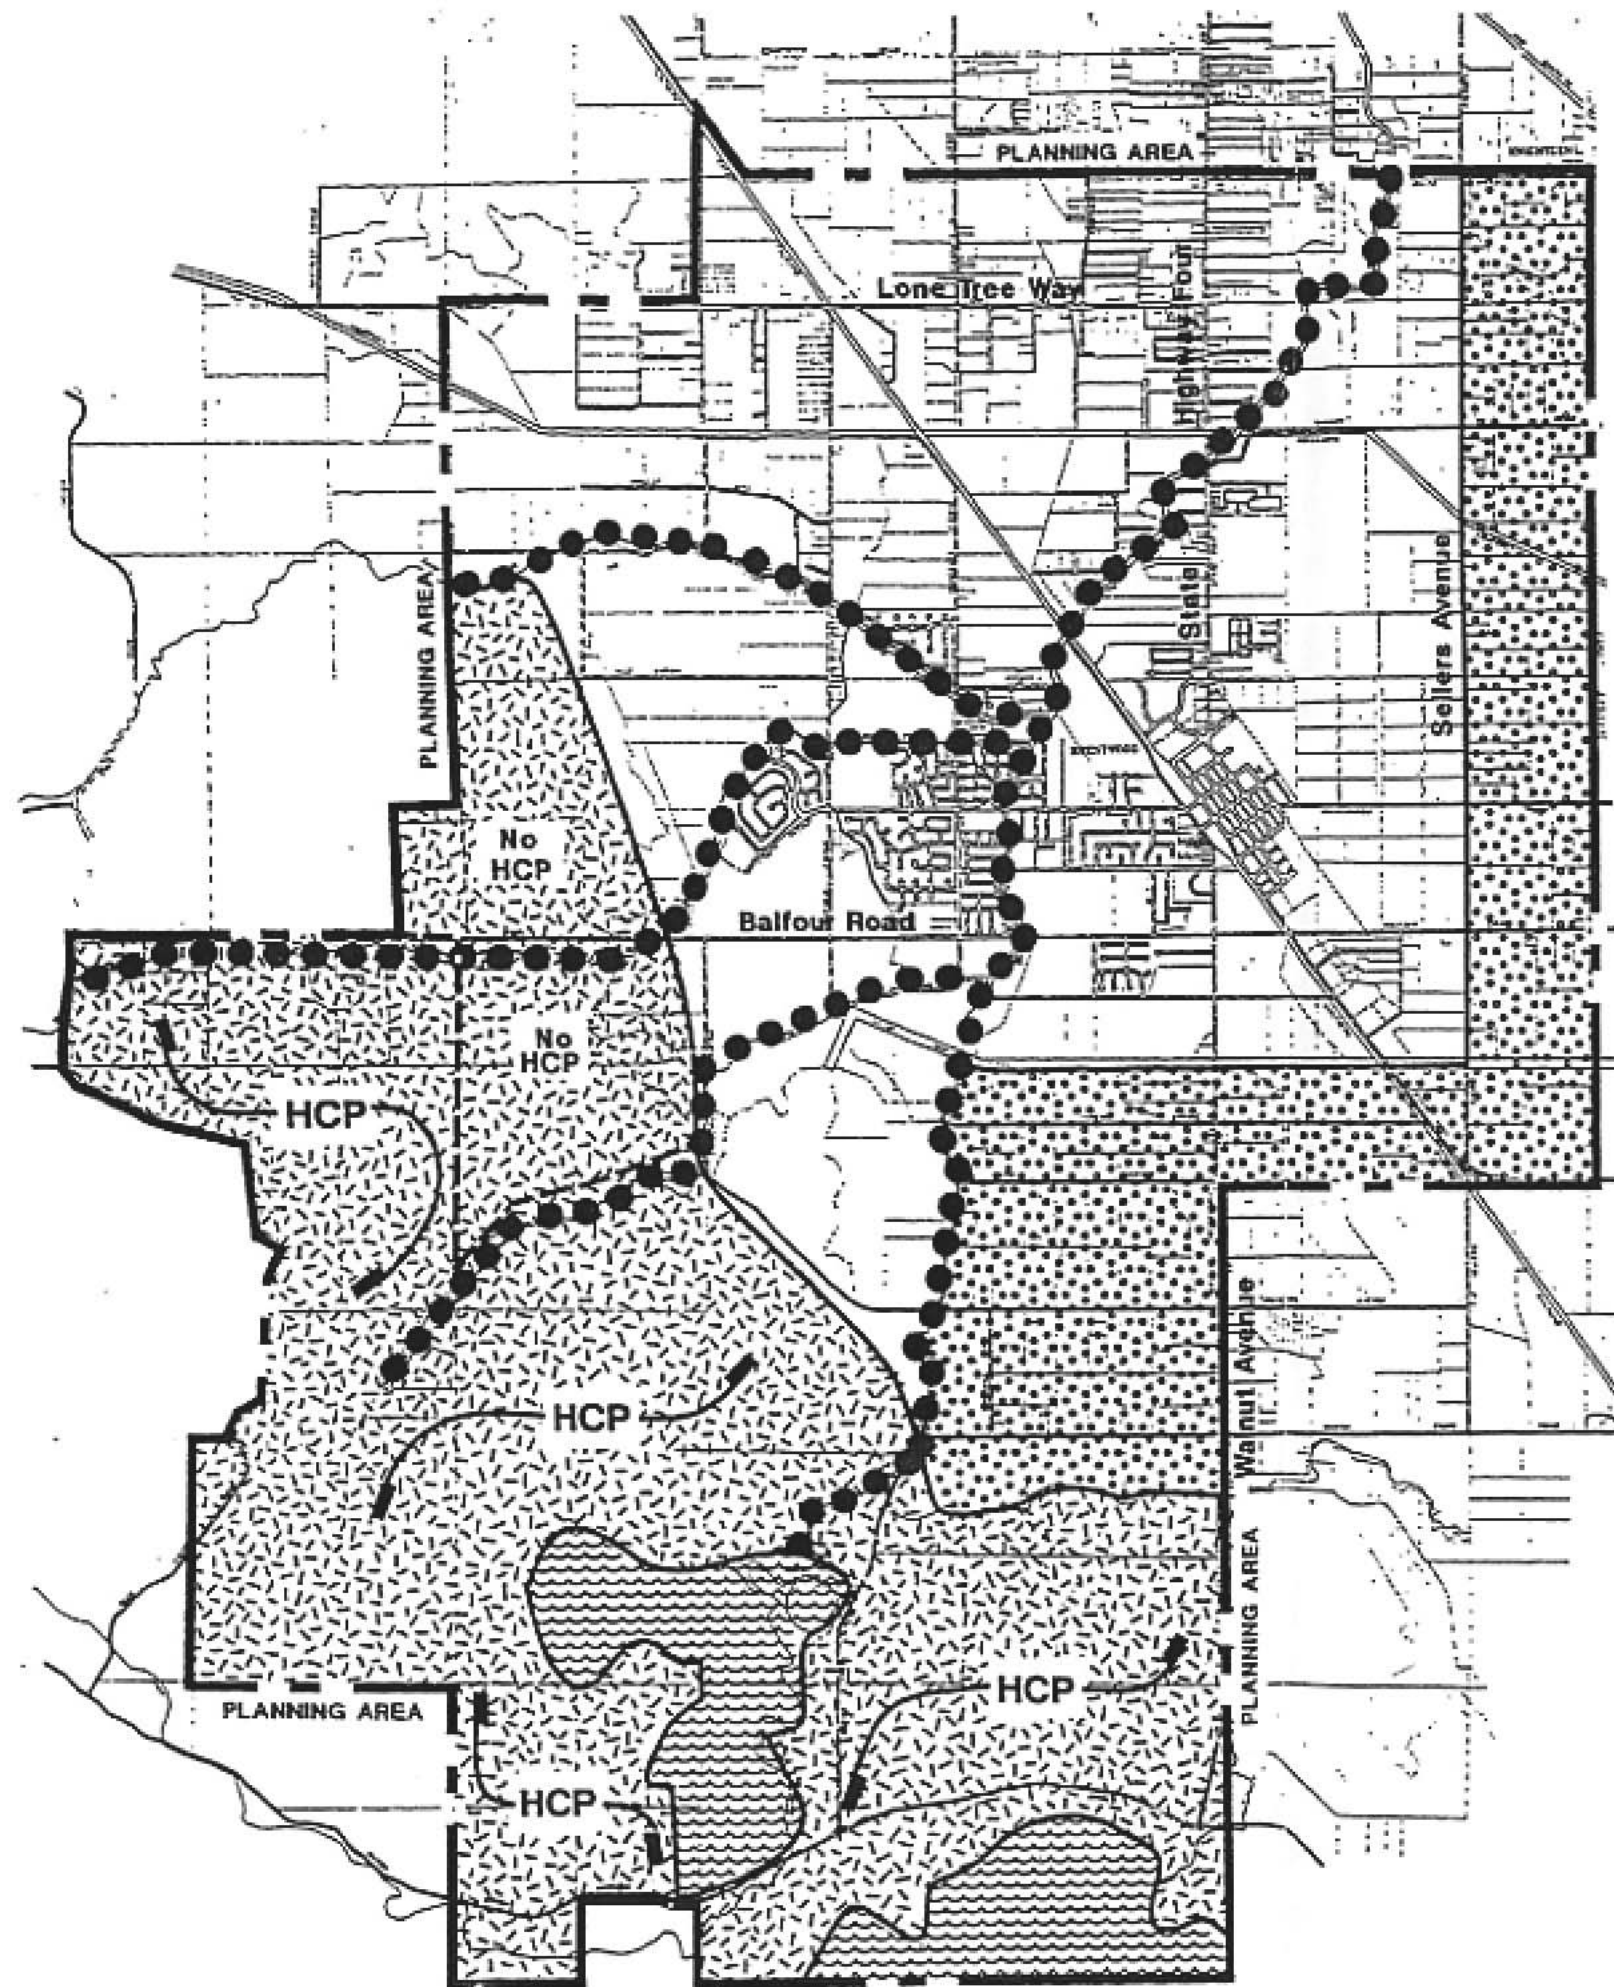 PLANNING AREA
Lone Tree Way
State Highway Four
PLANNING AREA
Sellers Avenue
No
HCP
Balfour Road
No
HCP
HCP
Walnut Avenue
HCP
PLANNING AREA
HCP
PLANNING AREA
HCP